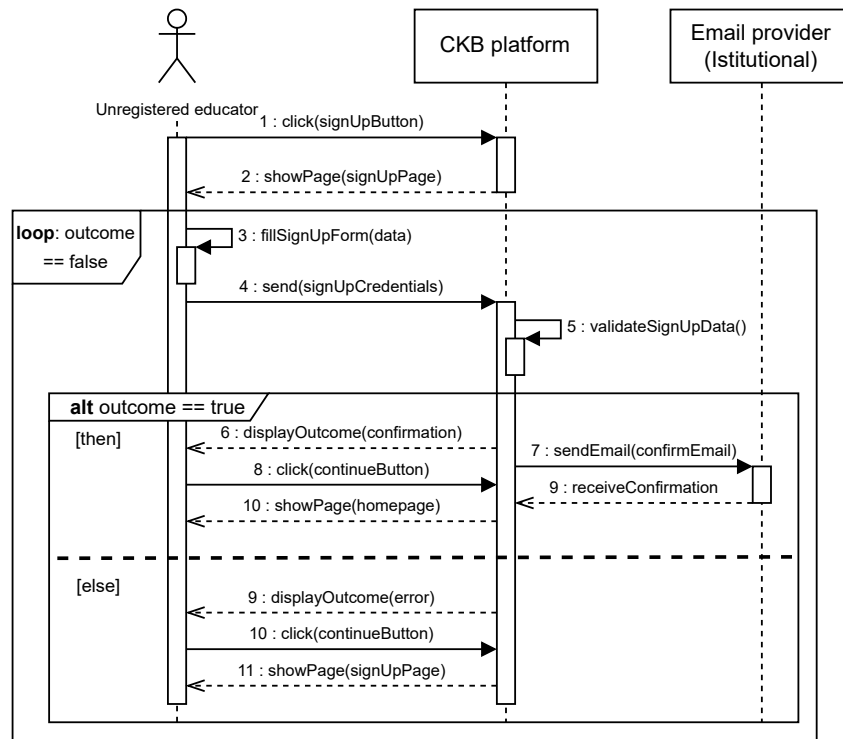 CKB platform
Email provider
(Istitutional)
Unregistered educator
1 : click(signUpButton)
2 : showPage(signUpPage)
loop: outcome
== false
3 : fillSignUpForm(data)
4 : send(signUpCredentials)
5 : validateSignUpData()
alt outcome == true
[then]
6 : displayOutcome(confirmation)
7 : sendEmail(confirmEmail)
8 : click(continueButton)
9 : receiveConfirmation
10 : showPage(homepage)
[else]
9 : displayOutcome(error)
10 : click(continueButton)
11 : showPage(signUpPage)